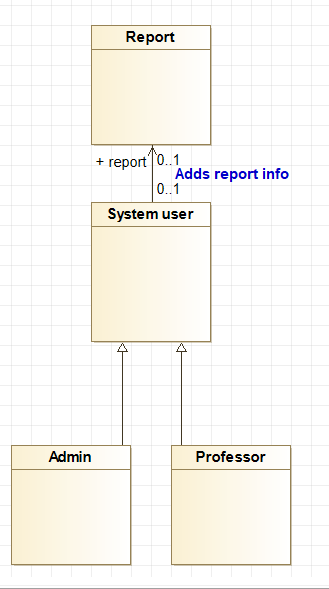 Report
+ report
0..1
Adds report info
0..1
System user
Admin
Professor